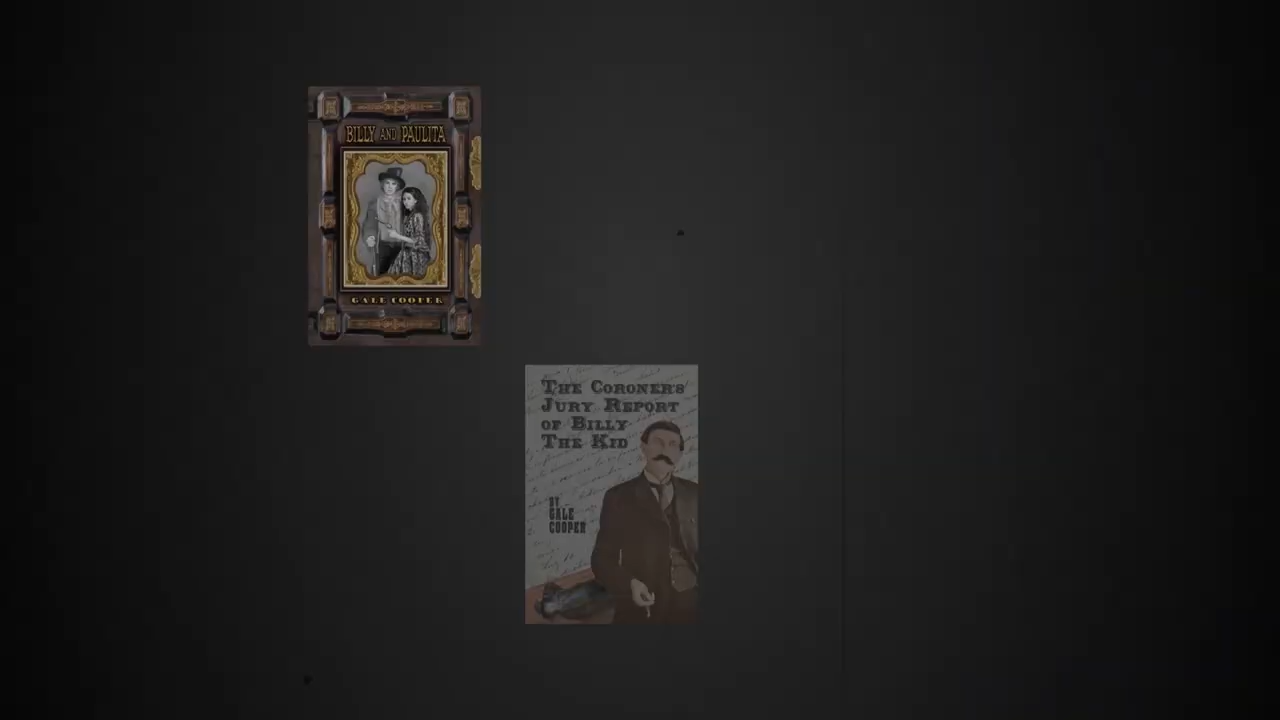 BILLY AND PAULITA
GALE COOPER
THE CORONER'S
JURY REPORT
OF BILLY
THE KID
BY
GALE
COOPER